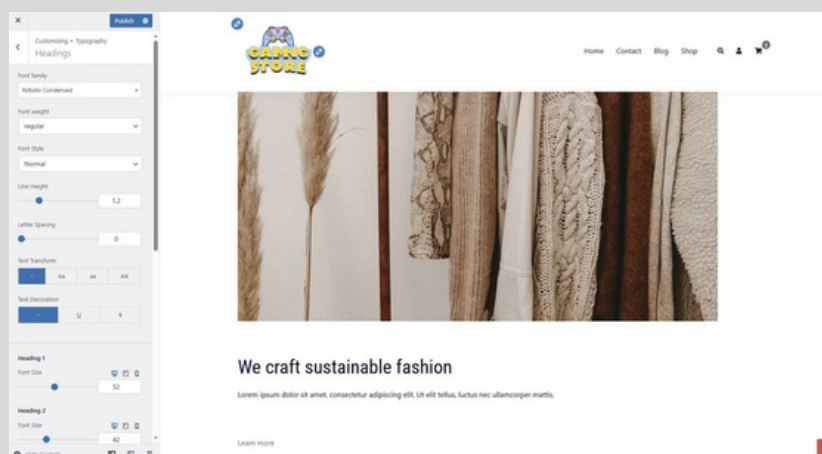 Publish
Customizing • Typography
Headings
Font family
Roboto Condensed
Font weight
regular
Font Style
Normal
Line Height
1.2
Letter Spacing
0
Text Transform
- Aa aa AA
Text Decoration
- U S
Heading 1
Font Size
52
Heading 2
Font Size
42
STORE
Home Contact Blog Shop
0
We craft sustainable fashion
Lorem ipsum dolor sit amet, consectetur adipiscing elit. Ut elit tellus, luctus nec ullamcorper mattis.
Learn more